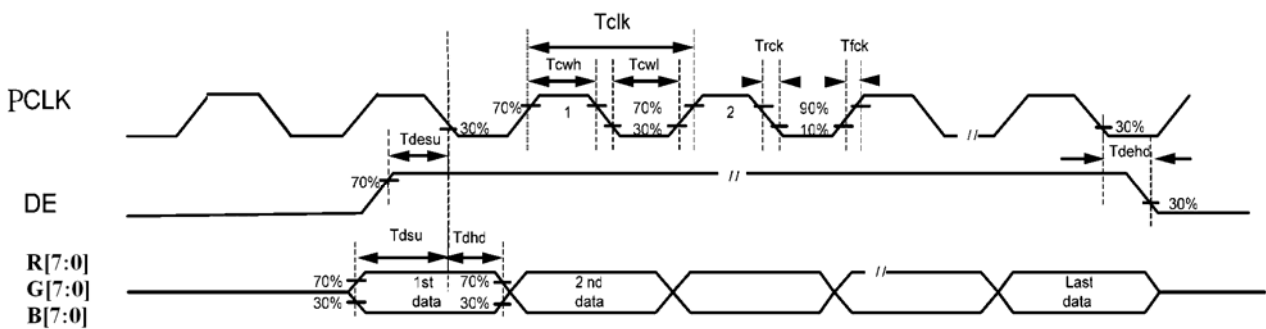 Tclk
Trck Tfck
Tcwh Tcwl
PCLK 70% 1 70% 2 90%
30% 30% 10% 30%
Tdesu Tdehd
70%
DE // 30%
Tdsu Tdhd
R[7:0]
G[7:0]
B[7:0]
70% 1st 70% 2 nd // Last
30% data 30% data data
//